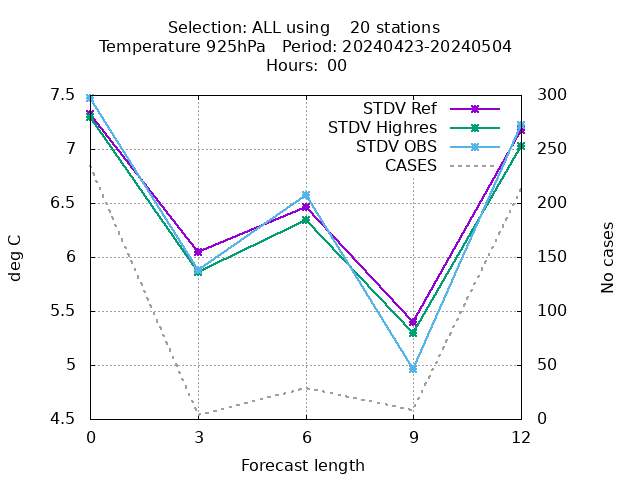 Selection: ALL using    20 stations
Temperature 925hPa   Period: 20240423-20240504
Hours: 00
7.5
7
6.5
6
5.5
5
4.5
300
250
200
150
100
50
0
STDV Ref
STDV Highres
STDV OBS
CASES
deg C
No cases
0 3 6 9 12
Forecast length